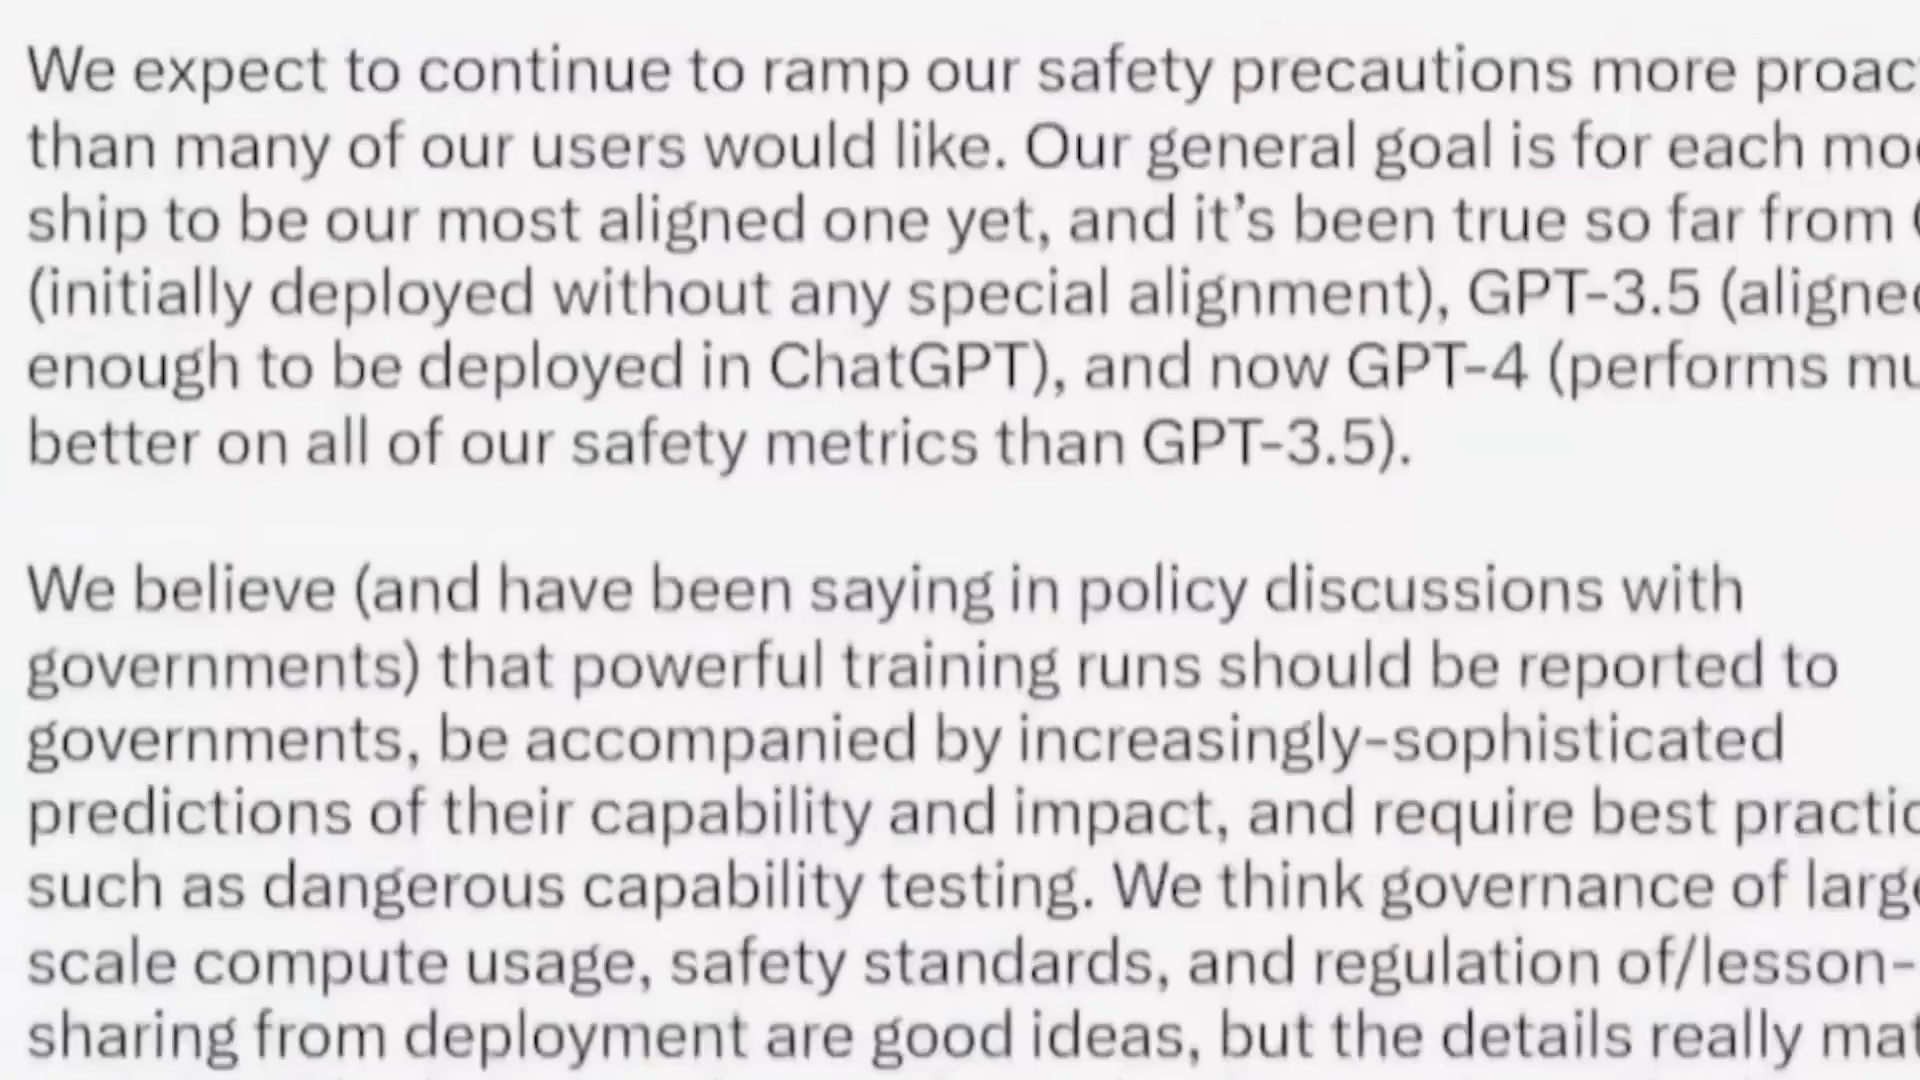 We expect to continue to ramp our safety precautions more proac
than many of our users would like. Our general goal is for each mo
ship to be our most aligned one yet, and it's been true so far from
(initially deployed without any special alignment), GPT-3.5 (aligned
enough to be deployed in ChatGPT), and now GPT-4 (performs mu
better on all of our safety metrics than GPT-3.5).
We believe (and have been saying in policy discussions with
governments) that powerful training runs should be reported to
governments, be accompanied by increasingly-sophisticated
predictions of their capability and impact, and require best practic
such as dangerous capability testing. We think governance of large
scale compute usage, safety standards, and regulation of/lesson-
sharing from deployment are good ideas, but the details really mat